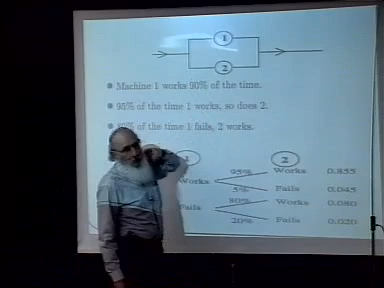 1
2
Machine 1 works 90% of the time.
95% of the time 1 works, so does 2.
80% of the time 1 fails, 2 works.
1 2
Works 95% Works 0.855
5% Fails 0.045
Fails 80% Works 0.080
20% Fails 0.020